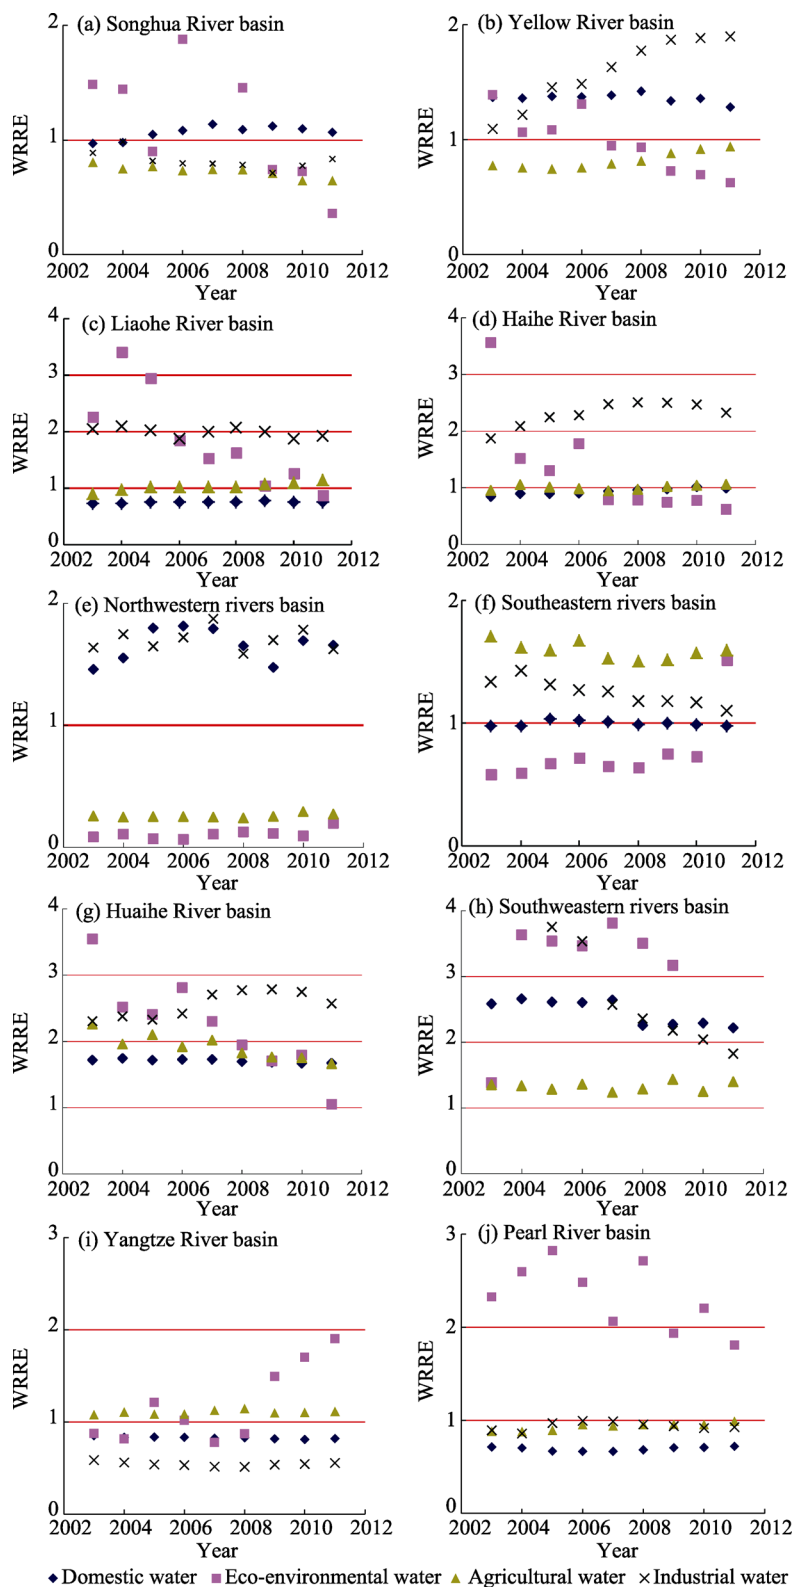 (a) Songhua River basin
2
1
0
WRRE
2002 2004 2006 2008 2010 2012
Year
(b) Yellow River basin
2
1
0
WRRE
2002 2004 2006 2008 2010 2012
Year
(c) Liaohe River basin
4
3
2
1
0
WRRE
2002 2004 2006 2008 2010 2012
Year
(d) Haihe River basin
4
3
2
1
0
WRRE
2002 2004 2006 2008 2010 2012
Year
(e) Northwestern rivers basin
2
1
0
WRRE
2002 2004 2006 2008 2010 2012
Year
(f) Southeastern rivers basin
2
1
0
WRRE
2002 2004 2006 2008 2010 2012
Year
(g) Huaihe River basin
4
3
2
1
0
WRRE
2002 2004 2006 2008 2010 2012
Year
(h) Southweastern rivers basin
4
3
2
1
0
WRRE
2002 2004 2006 2008 2010 2012
Year
(i) Yangtze River basin
3
2
1
0
WRRE
2002 2004 2006 2008 2010 2012
Year
(j) Pearl River basin
3
2
1
0
WRRE
2002 2004 2006 2008 2010 2012
Year
Domestic water Eco-environmental water Agricultural water Industrial water